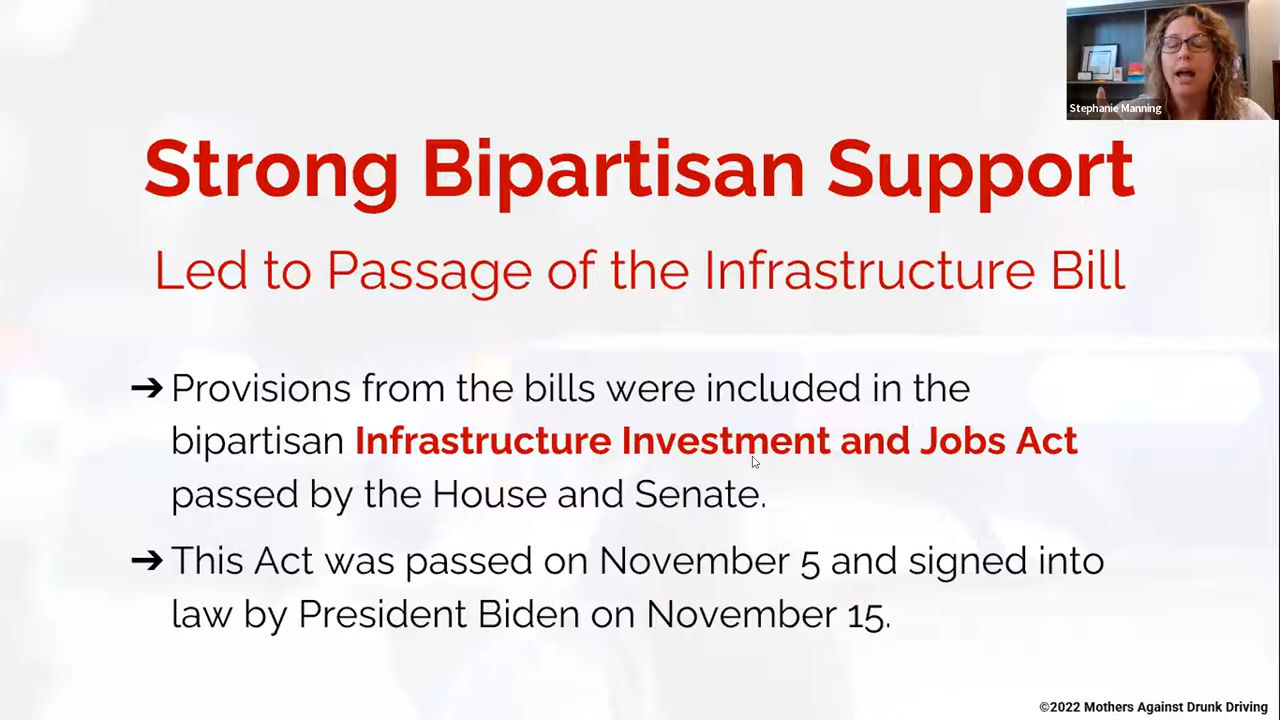 Stephanie Manning
Strong Bipartisan Support
Led to Passage of the Infrastructure Bill
➔ Provisions from the bills were included in the
bipartisan Infrastructure Investment and Jobs Act
passed by the House and Senate.
➔ This Act was passed on November 5 and signed into
law by President Biden on November 15.
©2022 Mothers Against Drunk Driving